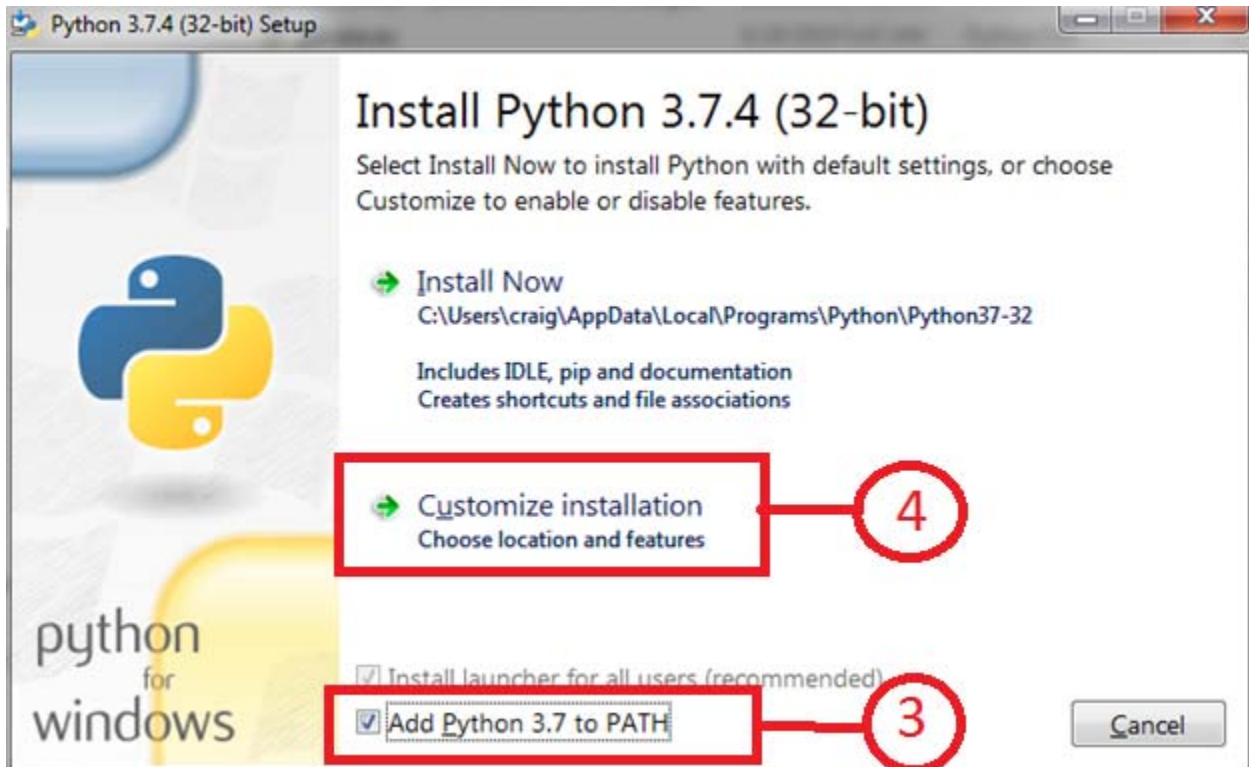 Python 3.7.4 (32-bit) Setup
Install Python 3.7.4 (32-bit)
Select Install Now to install Python with default settings, or choose
Customize to enable or disable features.
Install Now
C:\Users\craig\AppData\Local\Programs\Python\Python37-32
Includes IDLE, pip and documentation
Creates shortcuts and file associations
Customize installation
Choose location and features
4
python
for
windows
Install launcher for all users (recommended)
Add Python 3.7 to PATH
3
Cancel